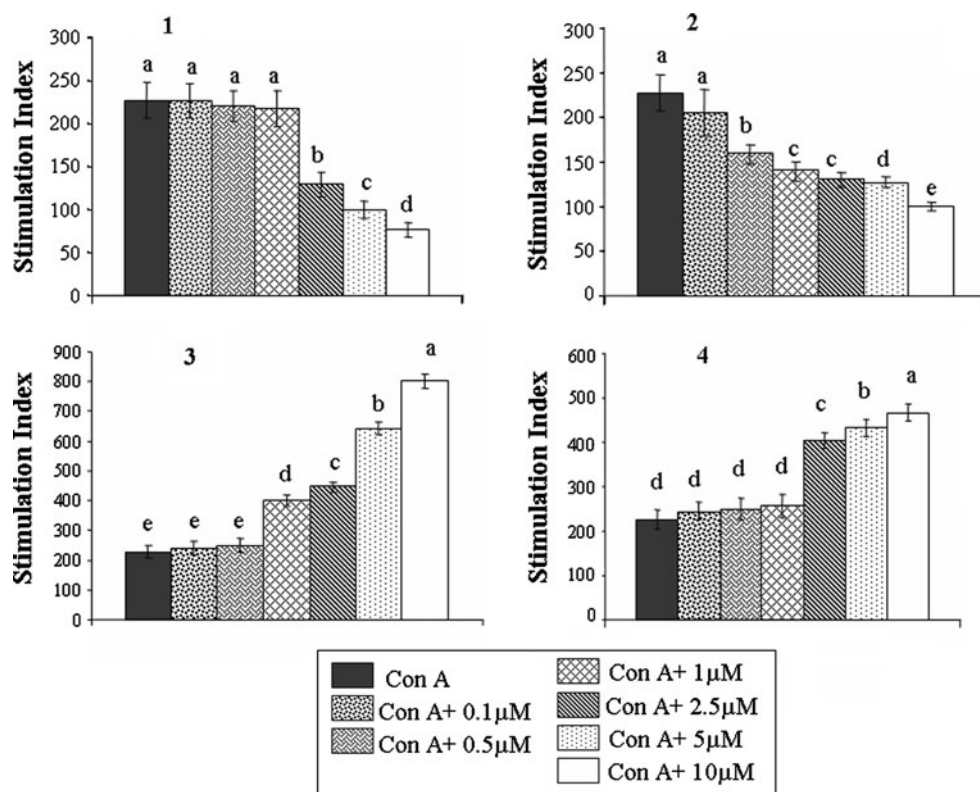 1
Stimulation Index
300
250
200
150
100
50
0
a a a a b c d
2
Stimulation Index
300
250
200
150
100
50
0
a a b c c d e
3
Stimulation Index
900
800
700
600
500
400
300
200
100
0
e e e d c b a
4
Stimulation Index
600
500
400
300
200
100
0
d d d d c b a
Con A
Con A+ 0.1µM
Con A+ 0.5µM
Con A+ 1µM
Con A+ 2.5µM
Con A+ 5µM
Con A+ 10µM